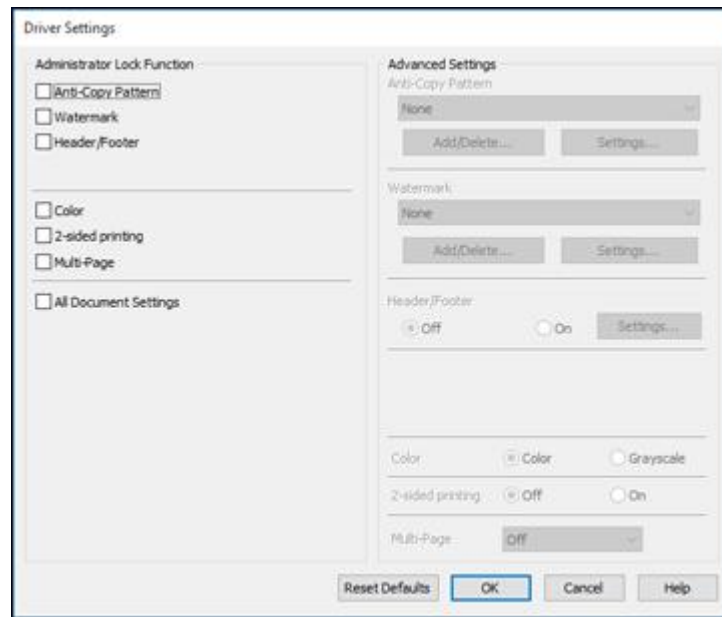 Driver Settings
Administrator Lock Function
Anti-Copy Pattern
Watermark
Header/Footer
Color
2-sided printing
Multi-Page
All Document Settings
Advanced Settings
Anti-Copy Pattern
None
Add/Delete... Settings...
Watermark
None
Add/Delete... Settings...
Header/Footer
Off On Settings...
Color Color Grayscale
2-sided printing Off On
Multi-Page Off
Reset Defaults OK Cancel Help